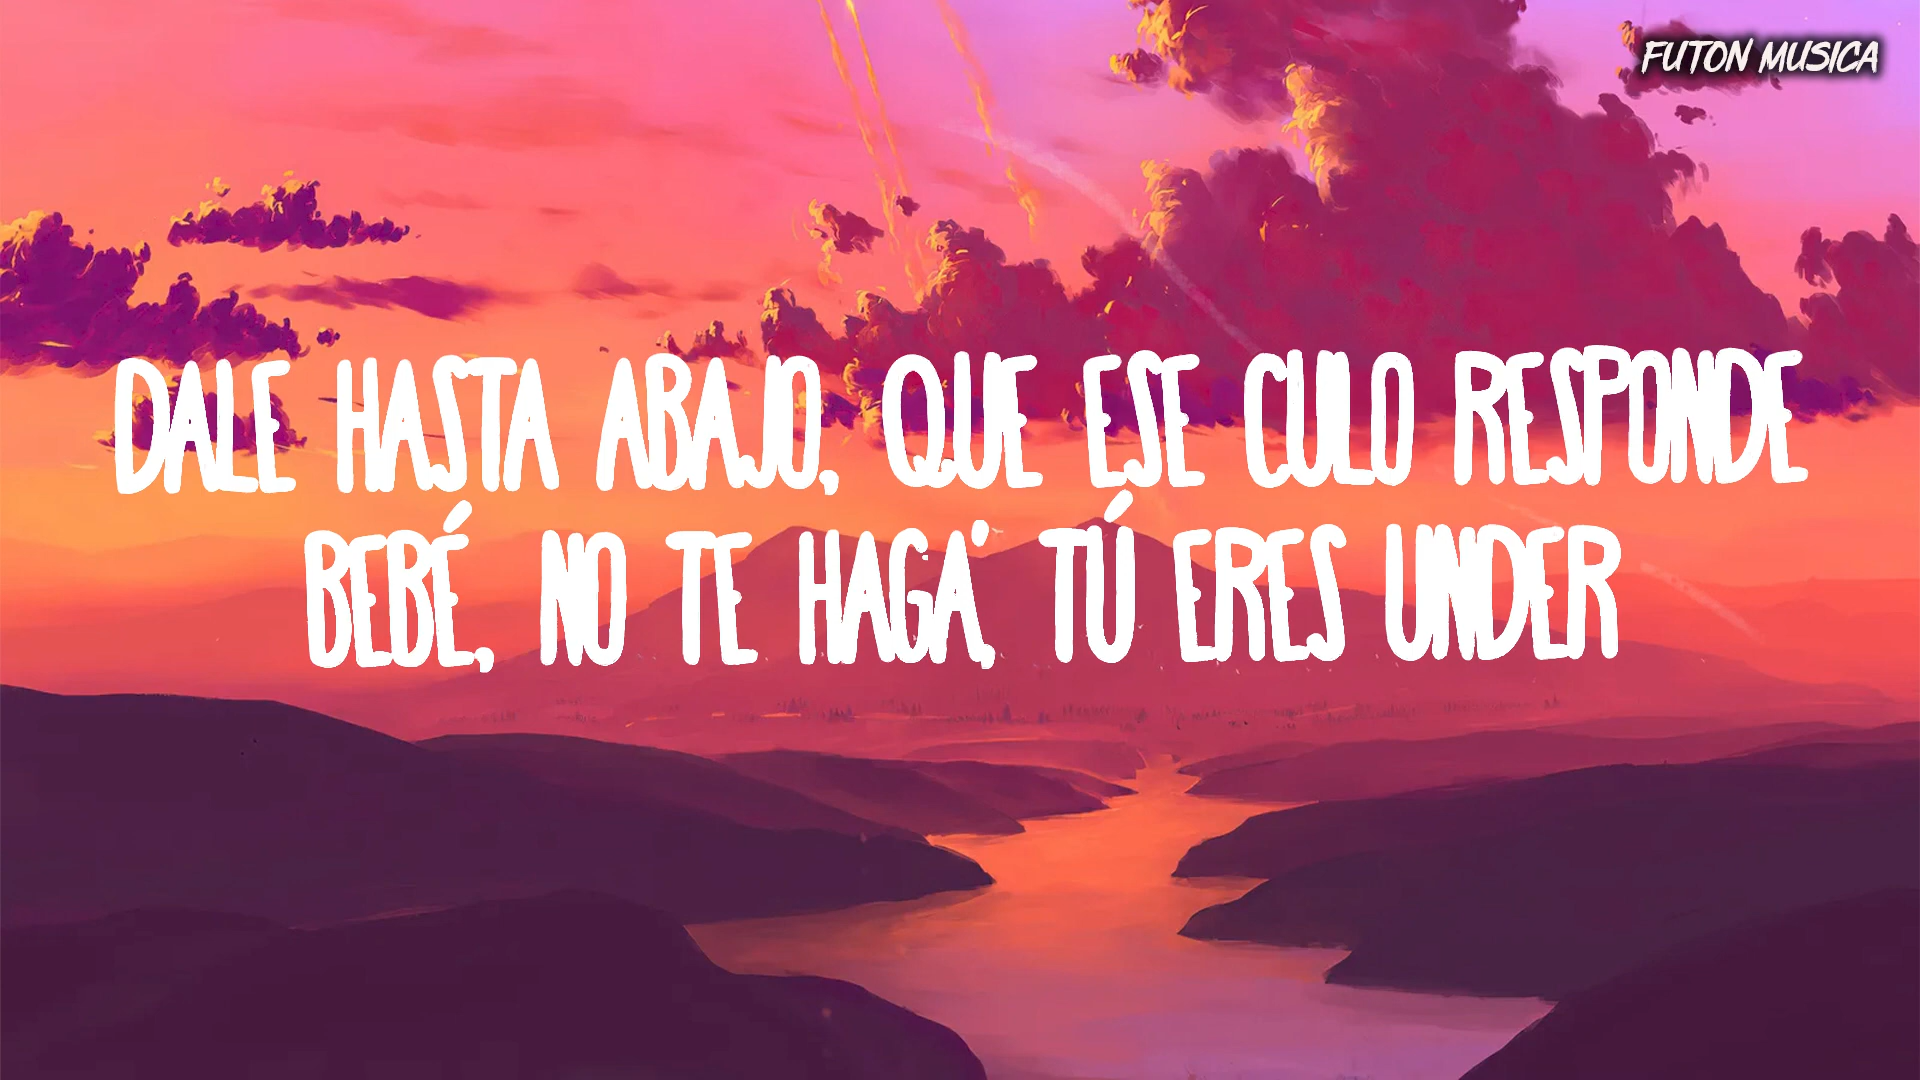 FUTON MUSICA
DALE HASTA ABAJO, QUE ESE CULO RESPONDE
BEBÉ, NO TE HAGA', TÚ ERES UNDER